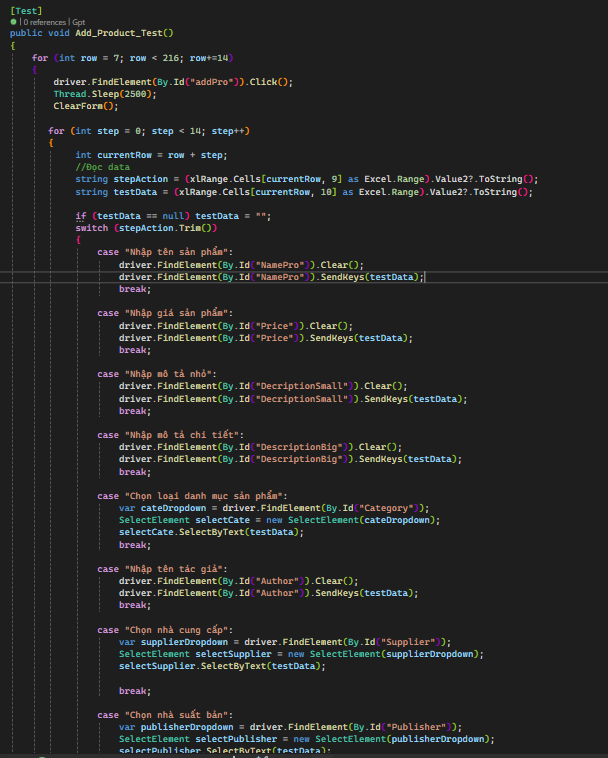 [Test]
| 0 references | Gpt
public void Add_Product_Test()
{
for (int row = 7; row < 216; row+=14)
{
driver.FindElement(By.Id("addPro")).Click();
Thread.Sleep(2500);
ClearForm();
for (int step = 0; step < 14; step++)
{
int currentRow = row + step;
//Đọc data
string stepAction = (xlRange.Cells[currentRow, 9] as Excel.Range).Value2?.ToString();
string testData = (xlRange.Cells[currentRow, 10] as Excel.Range).Value2?.ToString();
if (testData == null) testData = "";
switch (stepAction.Trim())
{
case "Nhập tên sản phẩm":
driver.FindElement(By.Id("NamePro")).Clear();
driver.FindElement(By.Id("NamePro")).SendKeys(testData);
break;
case "Nhập giá sản phẩm":
driver.FindElement(By.Id("Price")).Clear();
driver.FindElement(By.Id("Price")).SendKeys(testData);
break;
case "Nhập mô tả nhỏ":
driver.FindElement(By.Id("DecriptionSmall")).Clear();
driver.FindElement(By.Id("DecriptionSmall")).SendKeys(testData);
break;
case "Nhập mô tả chi tiết":
driver.FindElement(By.Id("DescriptionBig")).Clear();
driver.FindElement(By.Id("DescriptionBig")).SendKeys(testData);
break;
case "Chọn loại danh mục sản phẩm":
var cateDropdown = driver.FindElement(By.Id("Category"));
SelectElement selectCate = new SelectElement(cateDropdown);
selectCate.SelectByText(testData);
break;
case "Nhập tên tác giả":
driver.FindElement(By.Id("Author")).Clear();
driver.FindElement(By.Id("Author")).SendKeys(testData);
break;
case "Chọn nhà cung cấp":
var supplierDropdown = driver.FindElement(By.Id("Supplier"));
SelectElement selectSupplier = new SelectElement(supplierDropdown);
selectSupplier.SelectByText(testData);
break;
case "Chọn nhà suất bản":
var publisherDropdown = driver.FindElement(By.Id("Publisher"));
SelectElement selectPublisher = new SelectElement(publisherDropdown);
selectPublisher.SelectByText(testData);